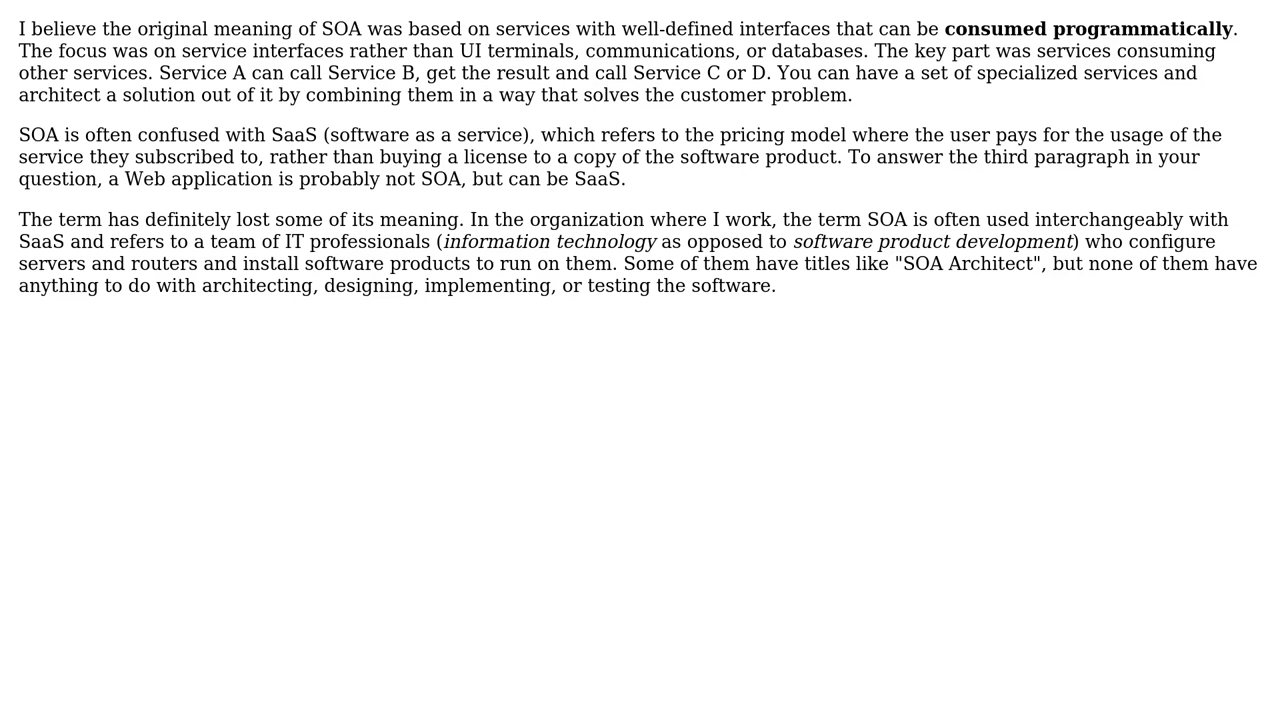 I believe the original meaning of SOA was based on services with well-defined interfaces that can be consumed programmatically.
The focus was on service interfaces rather than UI terminals, communications, or databases. The key part was services consuming
other services. Service A can call Service B, get the result and call Service C or D. You can have a set of specialized services and
architect a solution out of it by combining them in a way that solves the customer problem.
SOA is often confused with SaaS (software as a service), which refers to the pricing model where the user pays for the usage of the
service they subscribed to, rather than buying a license to a copy of the software product. To answer the third paragraph in your
question, a Web application is probably not SOA, but can be SaaS.
The term has definitely lost some of its meaning. In the organization where I work, the term SOA is often used interchangeably with
SaaS and refers to a team of IT professionals (information technology as opposed to software product development) who configure
servers and routers and install software products to run on them. Some of them have titles like "SOA Architect", but none of them have
anything to do with architecting, designing, implementing, or testing the software.